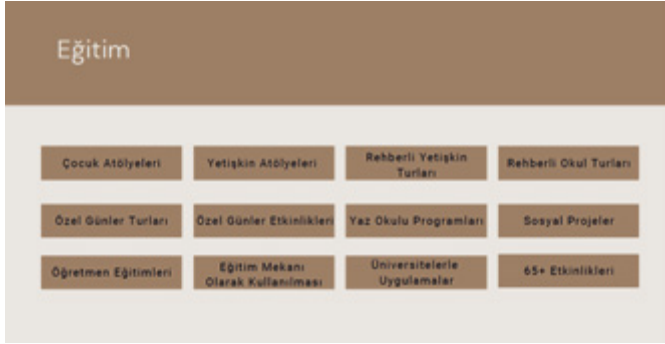 Eğitim
Çocuk Atölyeleri
Yetişkin Atölyeleri
Rehberli Yetişkin
Turları
Rehberli Okul Turları
Özel Günler Turları
Özel Günler Etkinlikleri
Yaz Okulu Programları
Sosyal Projeler
Öğretmen Eğitimleri
Eğitim Mekanı
Olarak Kullanılması
Üniversitelerle
Uygulamalar
65+ Etkinlikleri